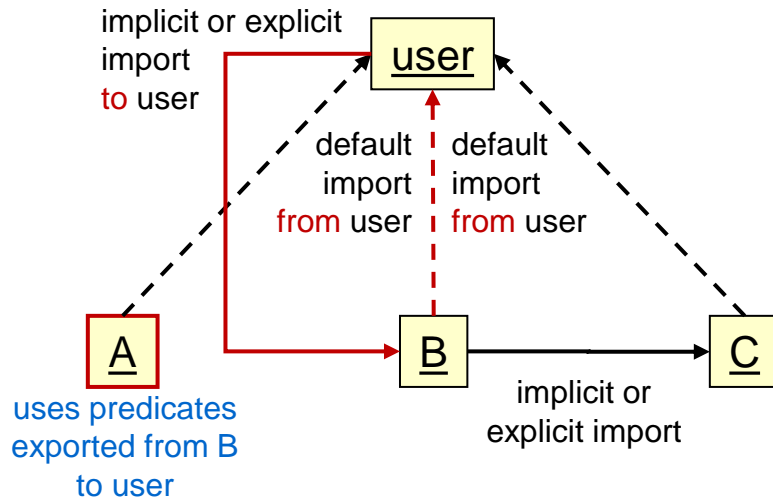 implicit or explicit
import
to user
user
default
import
from user
default
import
from user
A
B
C
uses predicates
exported from B
to user
implicit or
explicit import